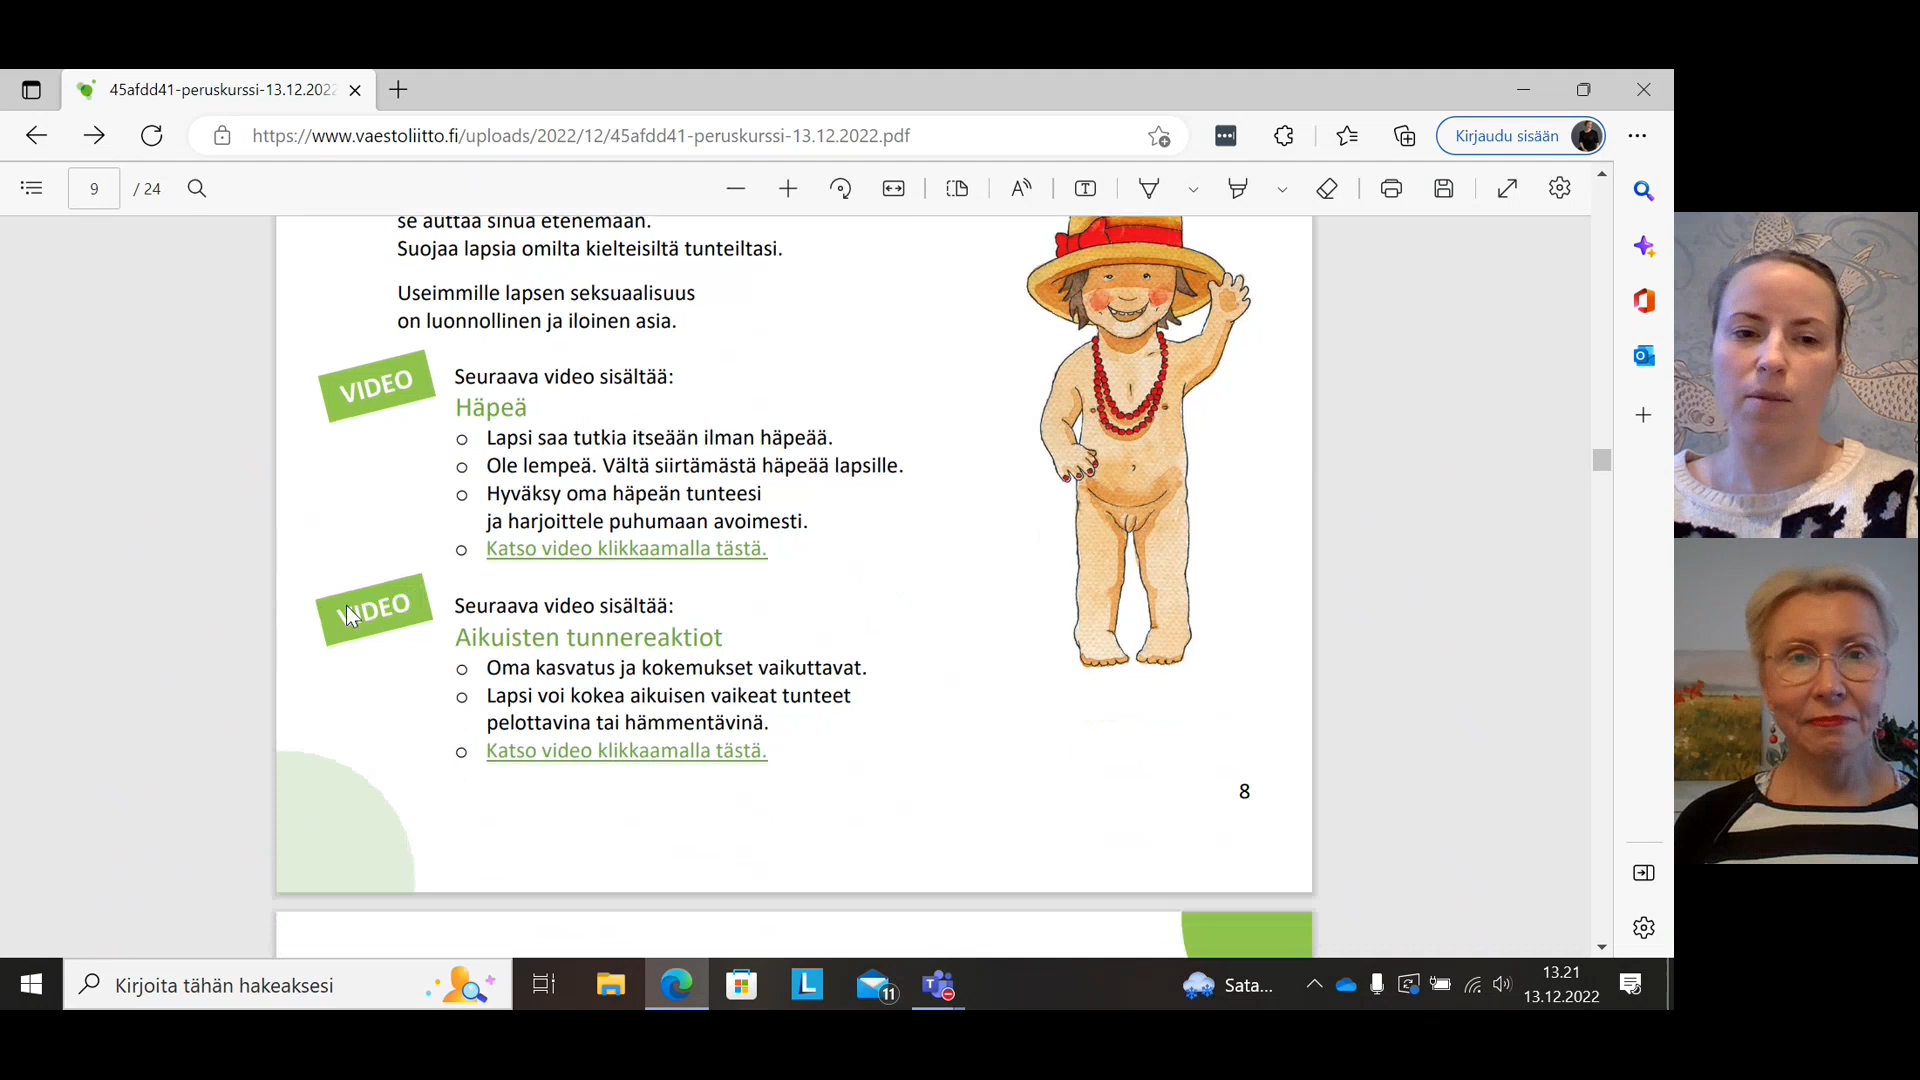 45afdd41-peruskurssi-13.12.2022
https://www.vaestoliitto.fi/uploads/2022/12/45afdd41-peruskurssi-13.12.2022.pdf
Kirjaudu sisään
9 / 24
se auttaa sinua etenemään.
Suojaa lapsia omilta kielteisiltä tunteiltasi.
Useimmille lapsen seksuaalisuus
on luonnollinen ja iloinen asia.
VIDEO
Seuraava video sisältää:
Häpeä
o Lapsi saa tutkia itseään ilman häpeää.
o Ole lempeä. Vältä siirtämästä häpeää lapsille.
o Hyväksy oma häpeän tunteesi
ja harjoittele puhumaan avoimesti.
o Katso video klikkaamalla tästä.
VIDEO
Seuraava video sisältää:
Aikuisten tunnereaktiot
o Oma kasvatus ja kokemukset vaikuttavat.
o Lapsi voi kokea aikuisen vaikeat tunteet
pelottavina tai hämmentävinä.
o Katso video klikkaamalla tästä.
8
Kirjoita tähän hakeaksesi
L
11
T
Sata...
13.21
13.12.2022